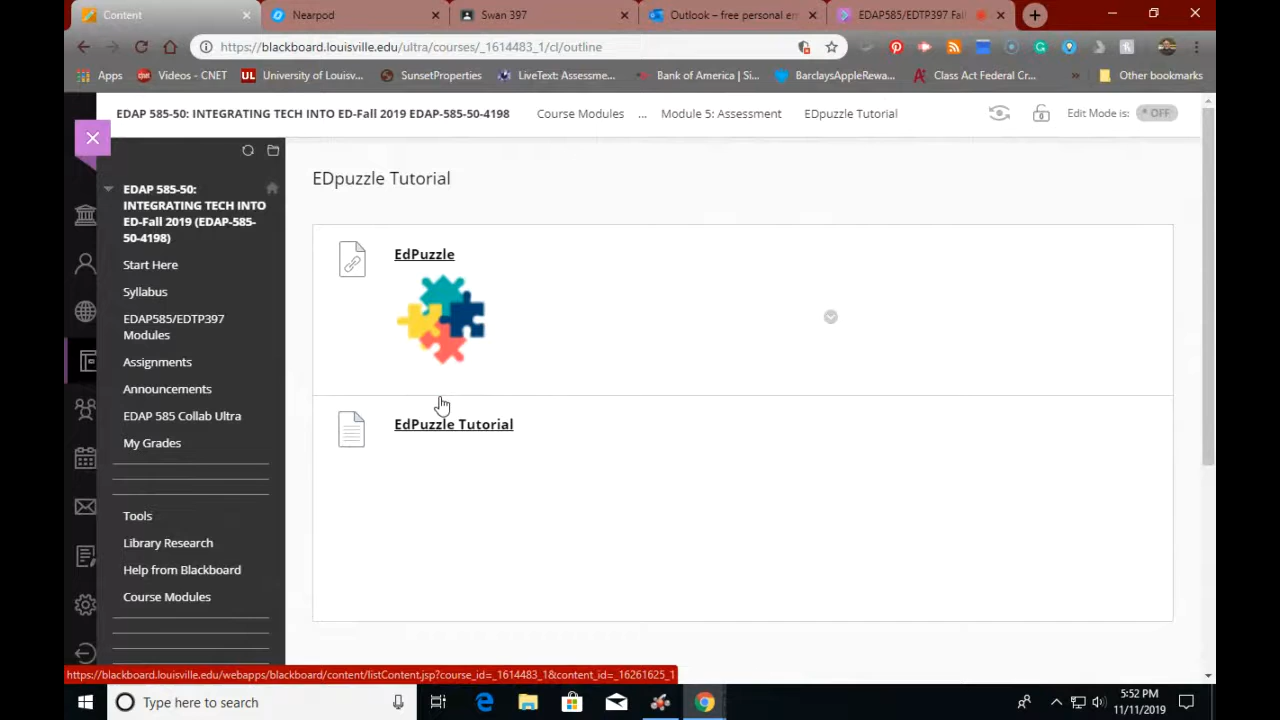 Content
Nearpod
Swan 397
Outlook – free personal em
EDAP585/EDTP397 Fall
https://blackboard.louisville.edu/ultra/courses/_1614483_1/cl/outline
Apps
Videos - CNET
University of Louisv...
SunsetProperties
LiveText: Assessme...
Bank of America | Si...
BarclaysAppleRewa...
Class Act Federal Cr...
»
Other bookmarks
EDAP 585-50: INTEGRATING TECH INTO ED-Fall 2019 EDAP-585-50-4198
Course Modules
...
Module 5: Assessment
EDpuzzle Tutorial
Edit Mode is:
OFF
EDAP 585-50:
INTEGRATING TECH INTO
ED-Fall 2019 (EDAP-585-
50-4198)
Start Here
Syllabus
EDAP585/EDTP397
Modules
Assignments
Announcements
EDAP 585 Collab Ultra
My Grades
Tools
Library Research
Help from Blackboard
Course Modules
EDpuzzle Tutorial
EdPuzzle
EdPuzzle Tutorial
https://blackboard.louisville.edu/webapps/blackboard/content/listContent.jsp?course_id=_1614483_1&content_id=_16261625_1
Type here to search
5:52 PM
11/11/2019